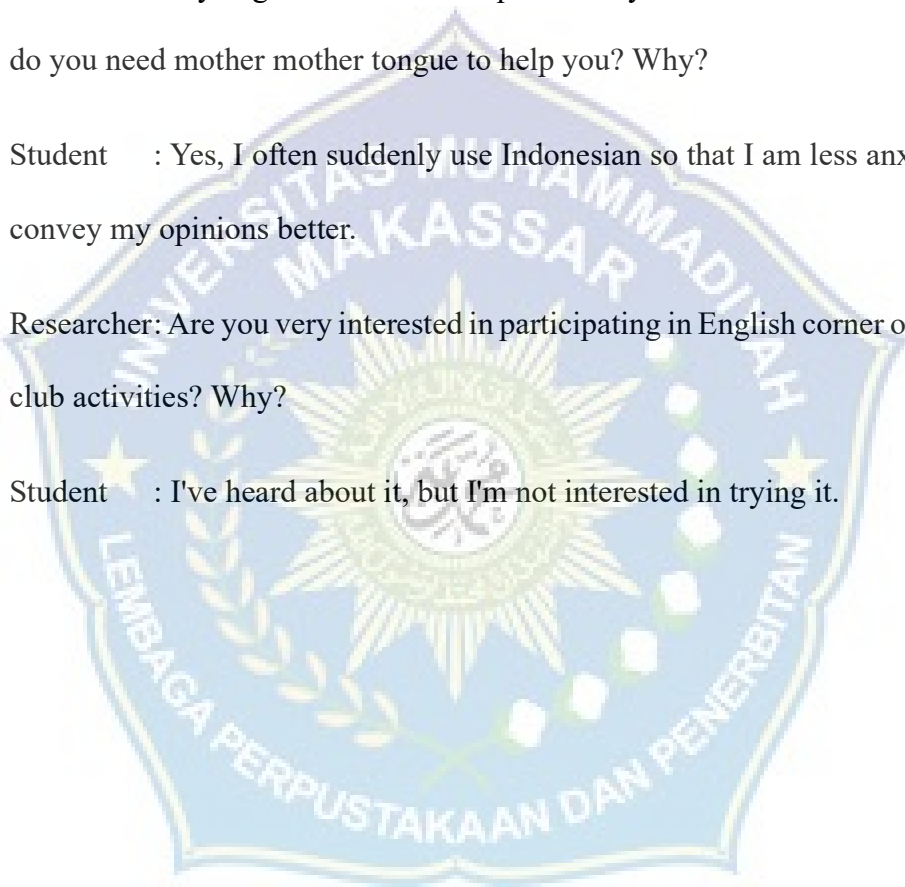 do you need mother mother tongue to help you? Why?
Student : Yes, I often suddenly use Indonesian so that I am less
convey my opinions better.
Researcher: Are you very interested in participating in English corner
club activities? Why?
Student : I've heard about it, but I'm not interested in trying it.
UNIVERSITAS MUHAMMADIYAH
MAKASSAR
LEMBAGA PERPUSTAKAAN DAN PENERBITAN